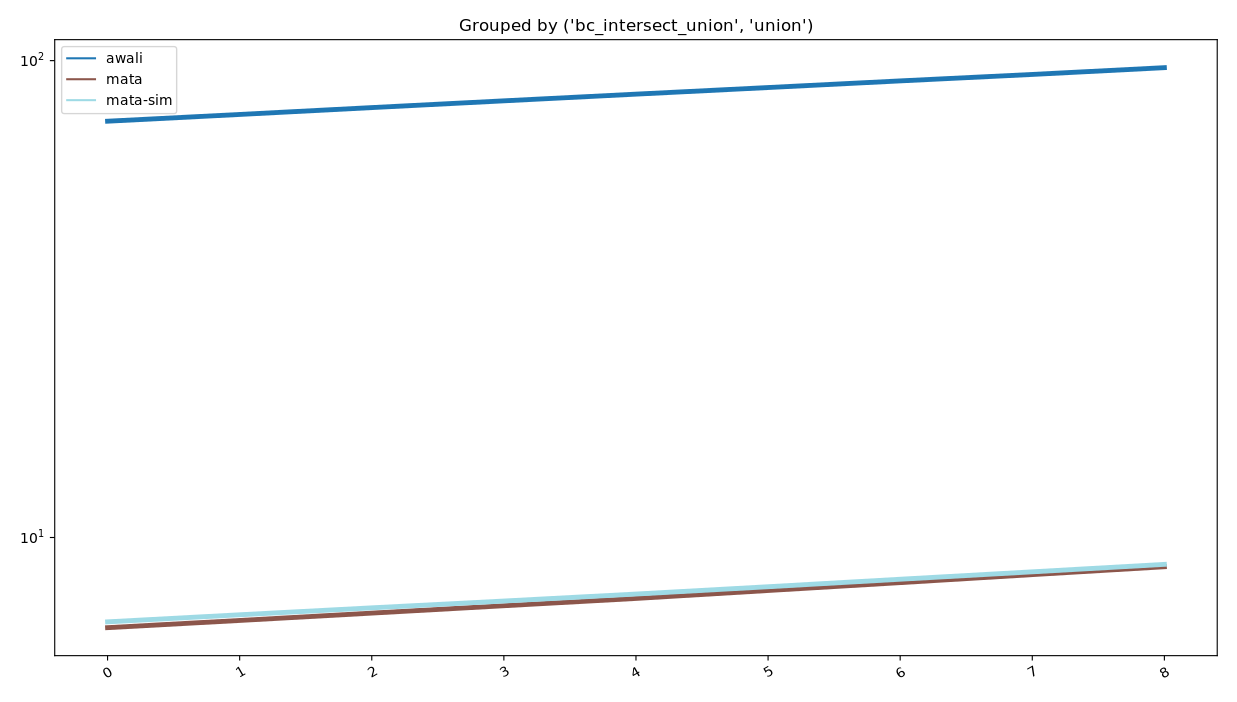 Grouped by ('bc_intersect_union', 'union')
awali
mata
mata-sim
10²
10¹
0 1 2 3 4 5 6 7 8